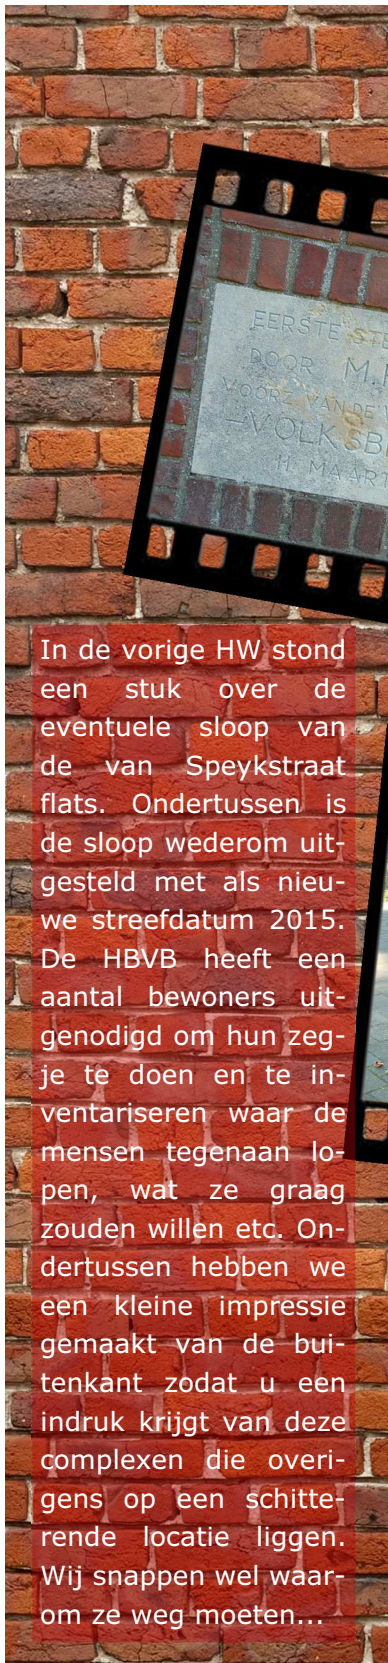 EERSTE
DOOR M.
VOORZ. VAN DE
VOLKSB
11 MAART
In de vorige HW stond
een stuk over de
eventuele sloop van
de van Speykstraat
flats. Ondertussen is
de sloop wederom uit-
gesteld met als nieu-
we streefdatum 2015.
De HBVB heeft een
aantal bewoners uit-
genodigd om hun zeg-
je te doen en te in-
ventariseren waar de
mensen tegenaan lo-
pen, wat ze graag
zouden willen etc. On-
dertussen hebben we
een kleine impressie
gemaakt van de bui-
tenkant zodat u een
indruk krijgt van deze
complexen die overi-
gens op een schitte-
rende locatie liggen.
Wij snappen wel waar-
om ze weg moeten...